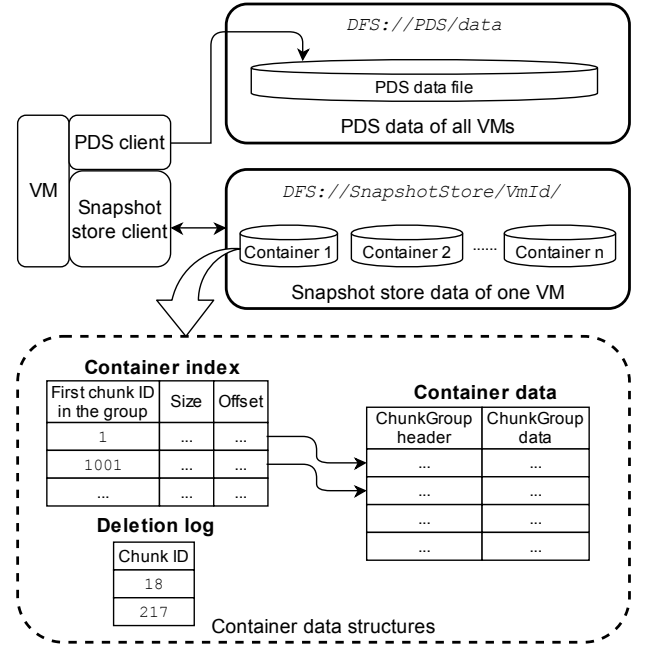 DFS://PDS/data
PDS data file
PDS data of all VMs
VM
PDS client
Snapshot
store client
DFS://SnapshotStore/VmId/
Container 1
Container 2
......
Container n
Snapshot store data of one VM
Container index
First chunk ID
in the group
Size
Offset
1
...
...
1001
...
...
...
...
...
Container data
ChunkGroup
header
ChunkGroup
data
...
...
...
...
...
...
...
...
Deletion log
Chunk ID
18
217
Container data structures